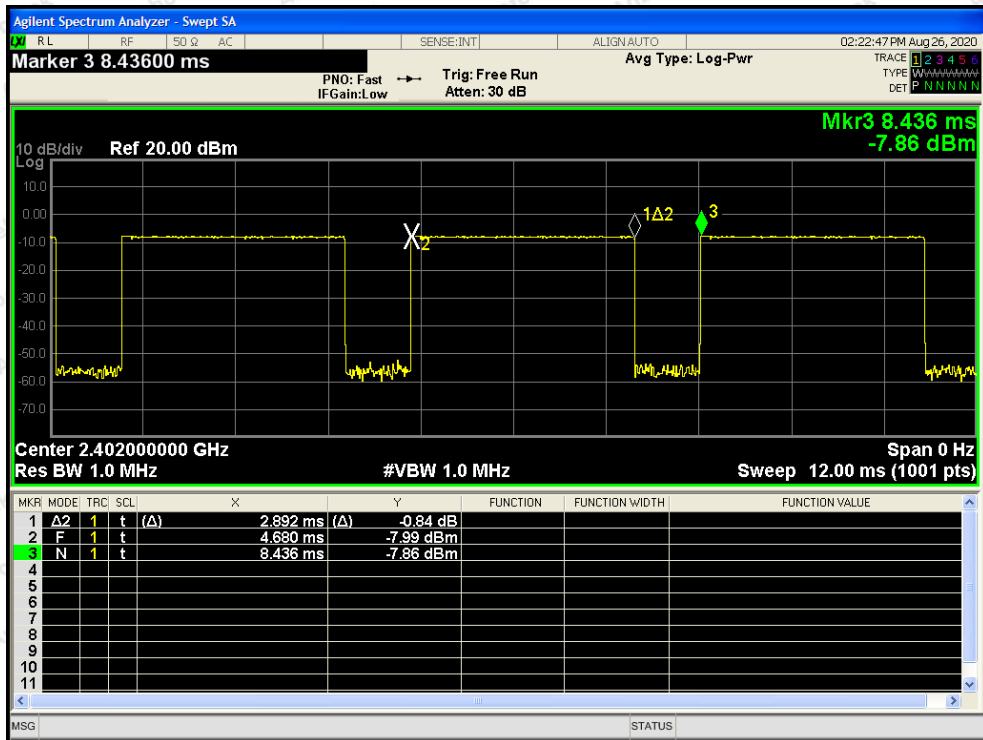 Agilent Spectrum Analyzer - Swept SA
LXI RL RF 50 Ω AC SENSE:INT ALIGN AUTO 02:22:47 PM Aug 26, 2020
Marker 3 8.43600 ms
PNO: Fast Trig: Free Run Avg Type: Log-Pwr TRACE 1 2 3 4 5 6
IFGain:Low Atten: 30 dB TYPE W
DET P N N N N N
Mkr3 8.436 ms
10 dB/div Ref 20.00 dBm -7.86 dBm
Log
10.0
0.00
-10.0
-20.0
-30.0
-40.0
-50.0
-60.0
-70.0
X2
1Δ2
3
Center 2.402000000 GHz Span 0 Hz
Res BW 1.0 MHz #VBW 1.0 MHz Sweep 12.00 ms (1001 pts)
MKR MODE TRC SCL X Y FUNCTION FUNCTION WIDTH FUNCTION VALUE
1 Δ2 1 t (Δ) 2.892 ms (Δ) -0.84 dB
2 F 1 t 4.680 ms -7.99 dBm
3 N 1 t 8.436 ms -7.86 dBm
4
5
6
7
8
9
10
11
MSG STATUS